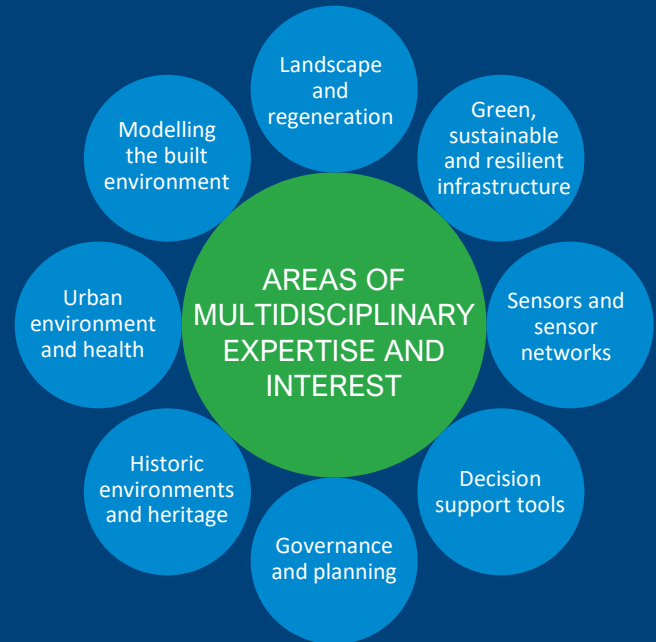 Landscape
and
regeneration
Green,
sustainable
and resilient
infrastructure
Sensors and
sensor
networks
Decision
support tools
Governance
and planning
Historic
environments
and heritage
Urban
environment
and health
Modelling
the built
environment
AREAS OF
MULTIDISCIPLINARY
EXPERTISE AND
INTEREST